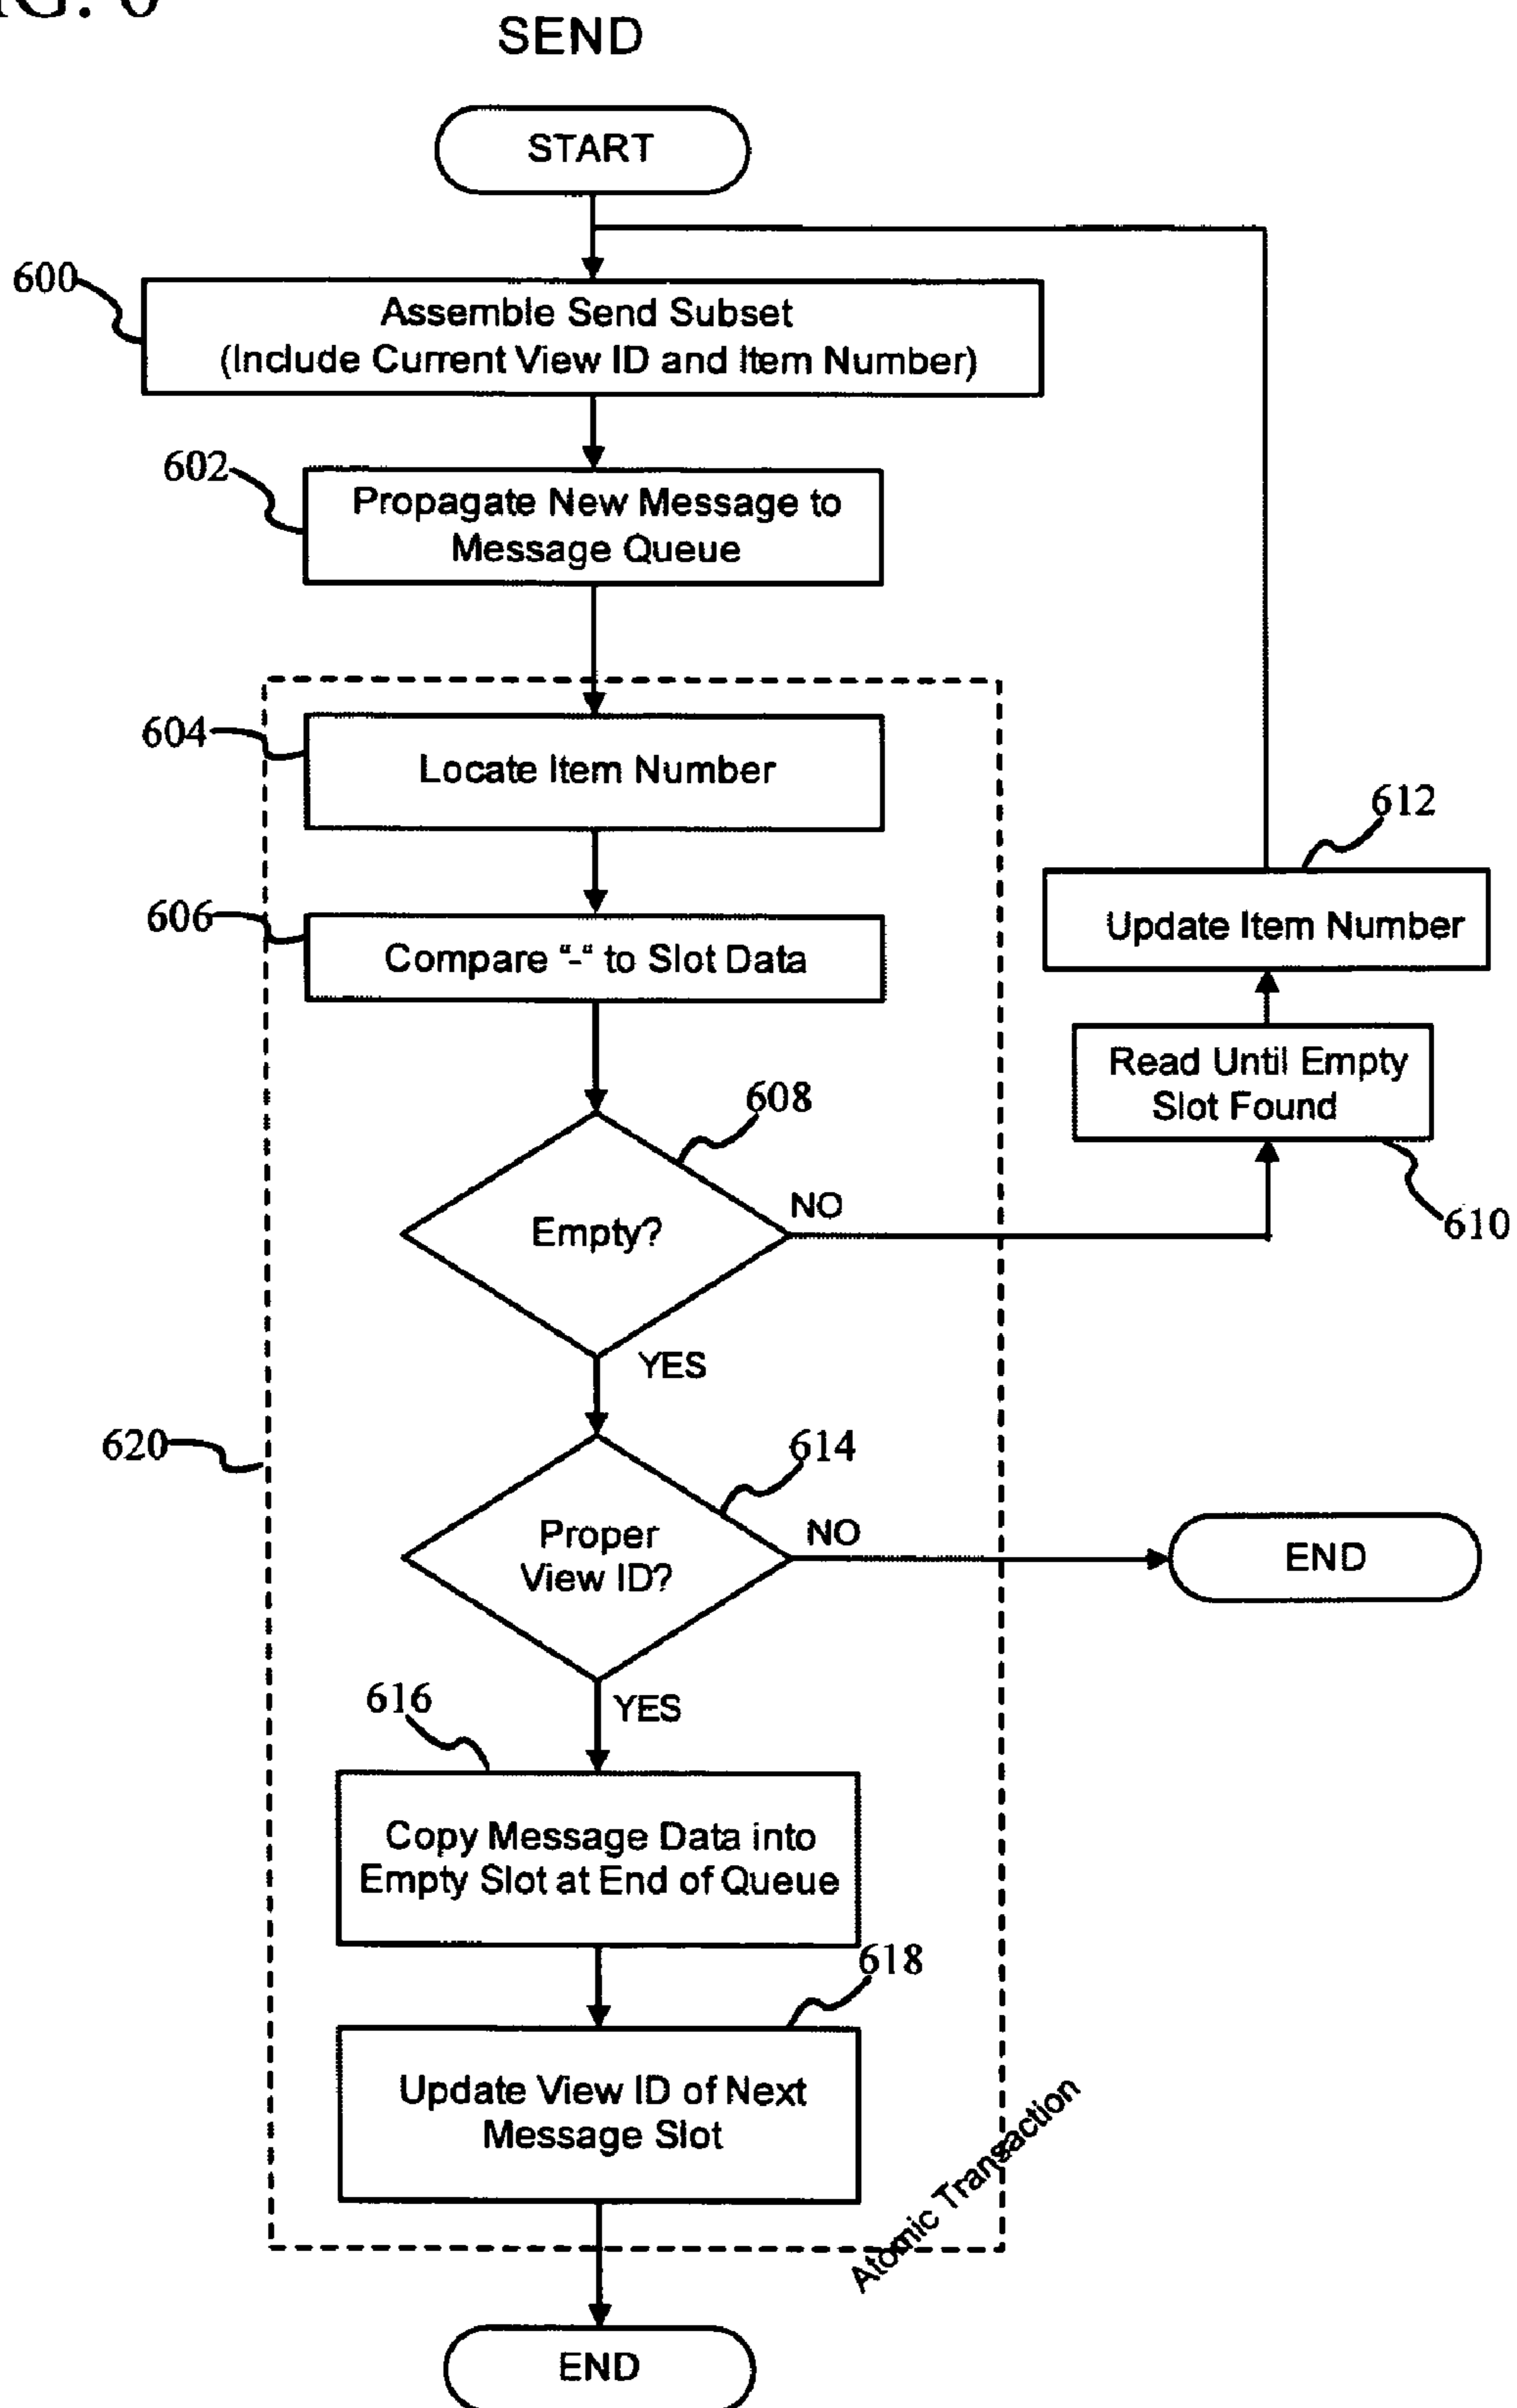 SEND
START
600
Assemble Send Subset
(Include Current View ID and Item Number)
602
Propagate New Message to
Message Queue
604
Locate Item Number
612
606
Compare "-" to Slot Data
Update Item Number
Read Until Empty
Slot Found
608
Empty?
NO
610
YES
620
614
Proper
View ID?
NO
END
616
YES
Copy Message Data into
Empty Slot at End of Queue
618
Update View ID of Next
Message Slot
Atomic Transaction
END